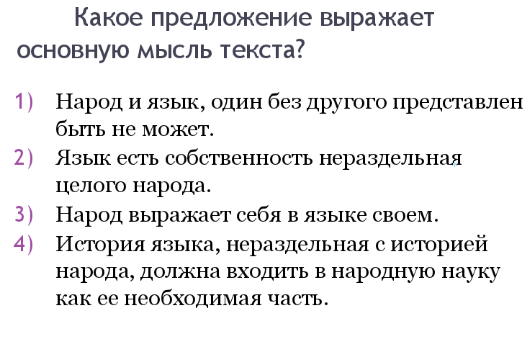 Какое предложение выражает
основную мысль текста?
1) Народ и язык, один без другого представлен
быть не может.
2) Язык есть собственность нераздельная
целого народа.
3) Народ выражает себя в языке своем.
4) История языка, нераздельная с историей
народа, должна входить в народную науку
как ее необходимая часть.